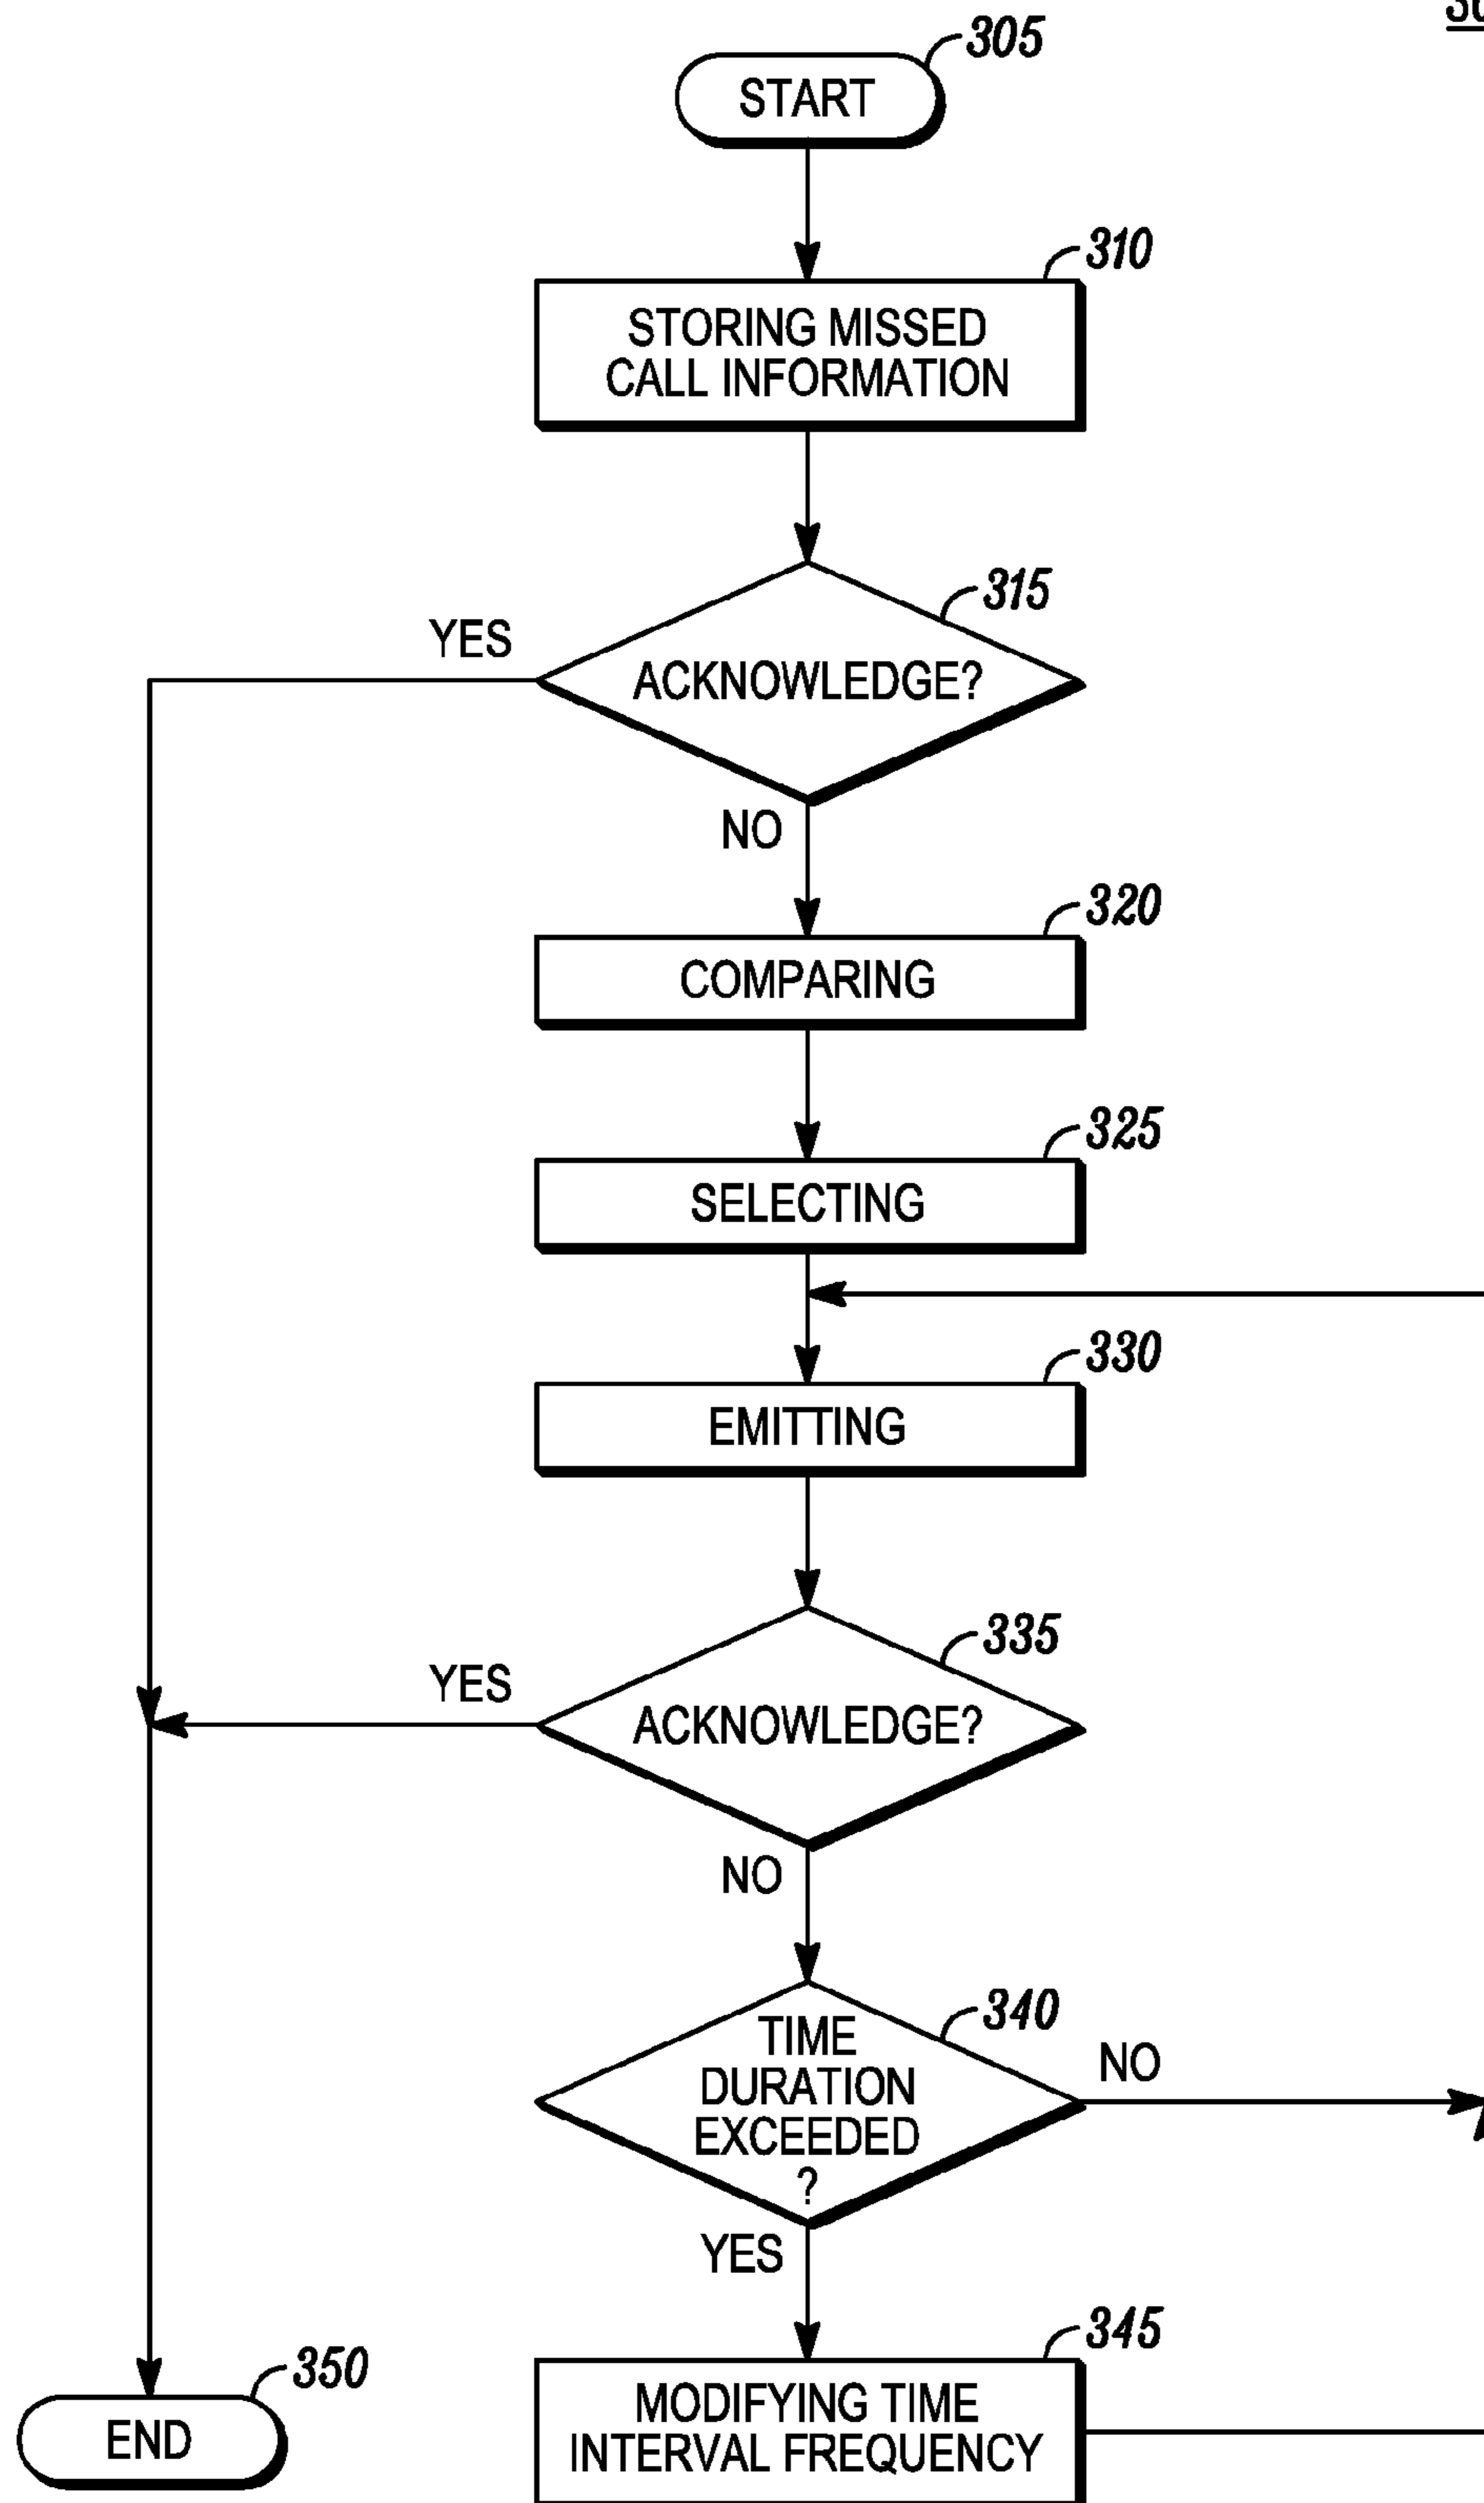 305
START
310
STORING MISSED
CALL INFORMATION
315
YES
ACKNOWLEDGE?
NO
320
COMPARING
325
SELECTING
330
EMITTING
335
YES
ACKNOWLEDGE?
NO
340
TIME
DURATION
EXCEEDED
?
NO
YES
345
MODIFYING TIME
INTERVAL FREQUENCY
350
END